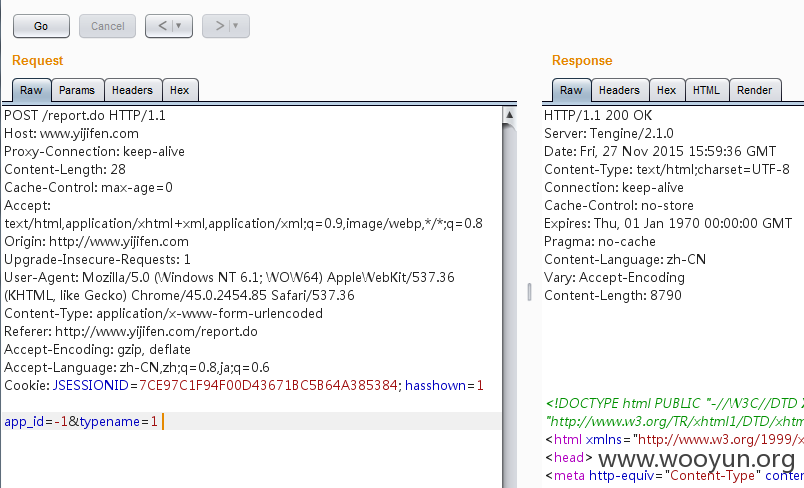 Go
Cancel
<
>
Request
Response
Raw
Params
Headers
Hex
Raw
Headers
Hex
HTML
Render
POST /report.do HTTP/1.1
Host: www.yijifen.com
Proxy-Connection: keep-alive
Content-Length: 28
Cache-Control: max-age=0
Accept:
text/html,application/xhtml+xml,application/xml;q=0.9,image/webp,*/*;q=0.8
Origin: http://www.yijifen.com
Upgrade-Insecure-Requests: 1
User-Agent: Mozilla/5.0 (Windows NT 6.1; WOW64) AppleWebKit/537.36
(KHTML, like Gecko) Chrome/45.0.2454.85 Safari/537.36
Content-Type: application/x-www-form-urlencoded
Referer: http://www.yijifen.com/report.do
Accept-Encoding: gzip, deflate
Accept-Language: zh-CN,zh;q=0.8,ja;q=0.6
Cookie: JSESSIONID=7CE97C1F94F00D43671BC5B64A385384; hasshown=1
app_id=-1&typename=1
HTTP/1.1 200 OK
Server: Tengine/2.1.0
Date: Fri, 27 Nov 2015 15:59:36 GMT
Content-Type: text/html;charset=UTF-8
Connection: keep-alive
Cache-Control: no-store
Expires: Thu, 01 Jan 1970 00:00:00 GMT
Pragma: no-cache
Content-Language: zh-CN
Vary: Accept-Encoding
Content-Length: 8790
<!DOCTYPE html PUBLIC "-//W3C//DTD X
"http://www.w3.org/TR/xhtml1/DTD/xhtm
<html xmlns="http://www.w3.org/1999/x
<head>
www.wooyun.org
<meta http-equiv="Content-Type" conten